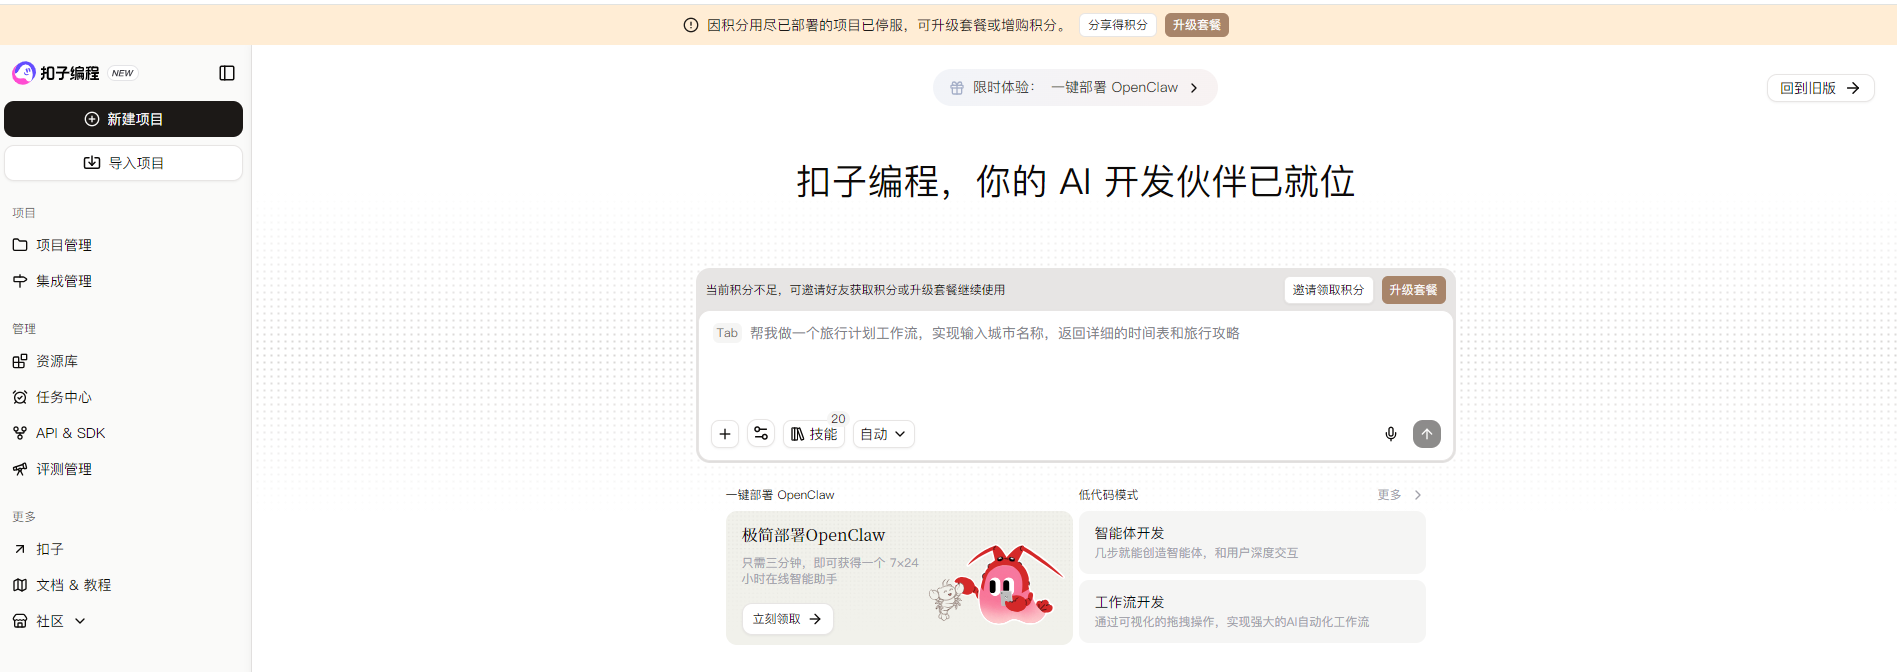 因积分用尽已部署的项目已停服，可升级套餐或增购积分。 分享得积分 升级套餐
扣子编程 NEW
新建项目
导入项目
项目
项目管理
集成管理
管理
资源库
任务中心
API & SDK
评测管理
更多
扣子
文档 & 教程
社区
限时体验： 一键部署 OpenClaw
回到旧版
扣子编程，你的 AI 开发伙伴已就位
当前积分不足，可邀请好友获取积分或升级套餐继续使用 邀请领取积分 升级套餐
Tab 帮我做一个旅行计划工作流，实现输入城市名称，返回详细的时间表和旅行攻略
技能 20 自动
一键部署 OpenClaw
极简部署OpenClaw
只需三分钟，即可获得一个 7×24
小时在线智能助手
立刻领取
低代码模式 更多
智能体开发
几步就能创造智能体，和用户深度交互
工作流开发
通过可视化的拖拽操作，实现强大的AI自动化工作流